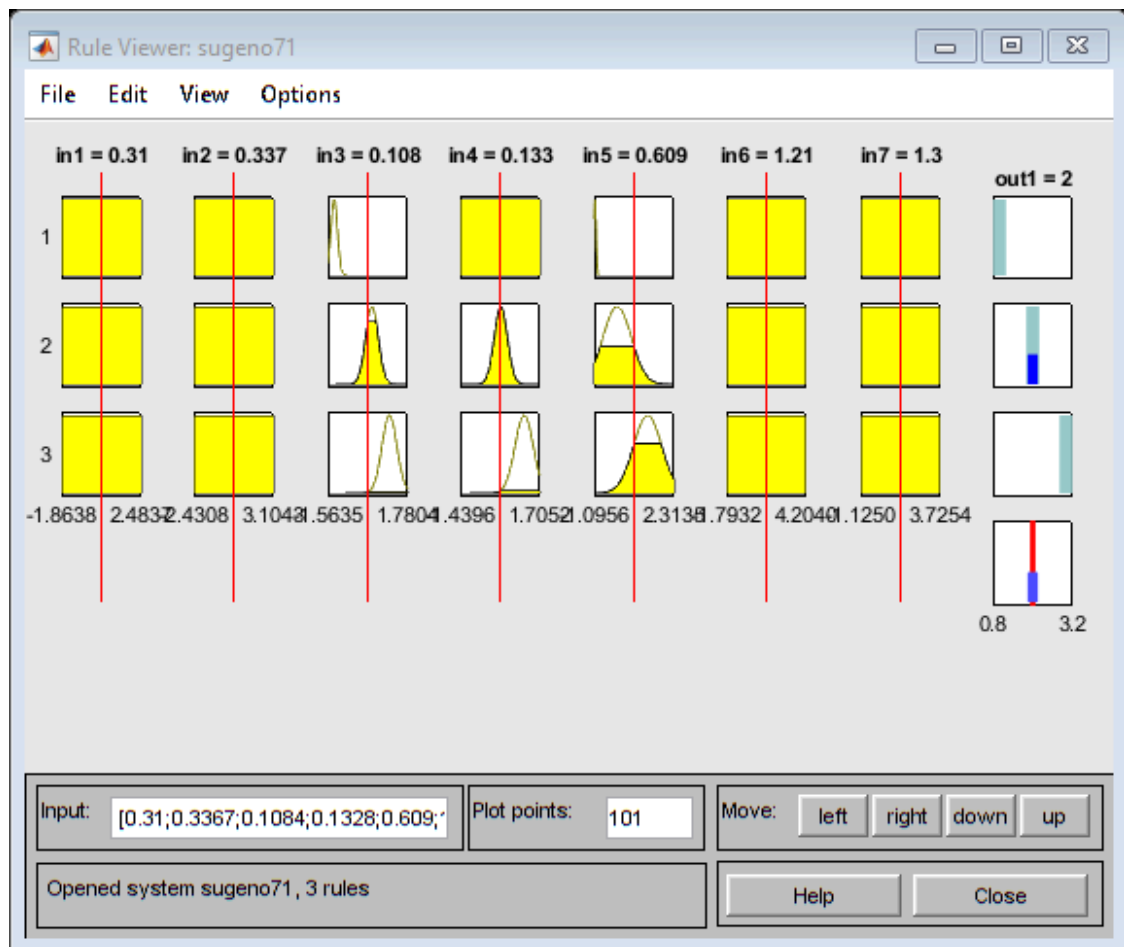 Rule Viewer: sugeno71
File Edit View Options
in1 = 0.31 in2 = 0.337 in3 = 0.108 in4 = 0.133 in5 = 0.609 in6 = 1.21 in7 = 1.3
out1 = 2
1
2
3
-1.8638 2.4832 2.4308 3.1043 1.5635 1.7804 1.4396 1.7052 1.0956 2.3136 1.7932 4.2040 1.1250 3.7254
0.8 3.2
Input: [0.31;0.3367;0.1084;0.1328;0.609; Plot points: 101 Move: left right down up
Opened system sugeno71, 3 rules Help Close